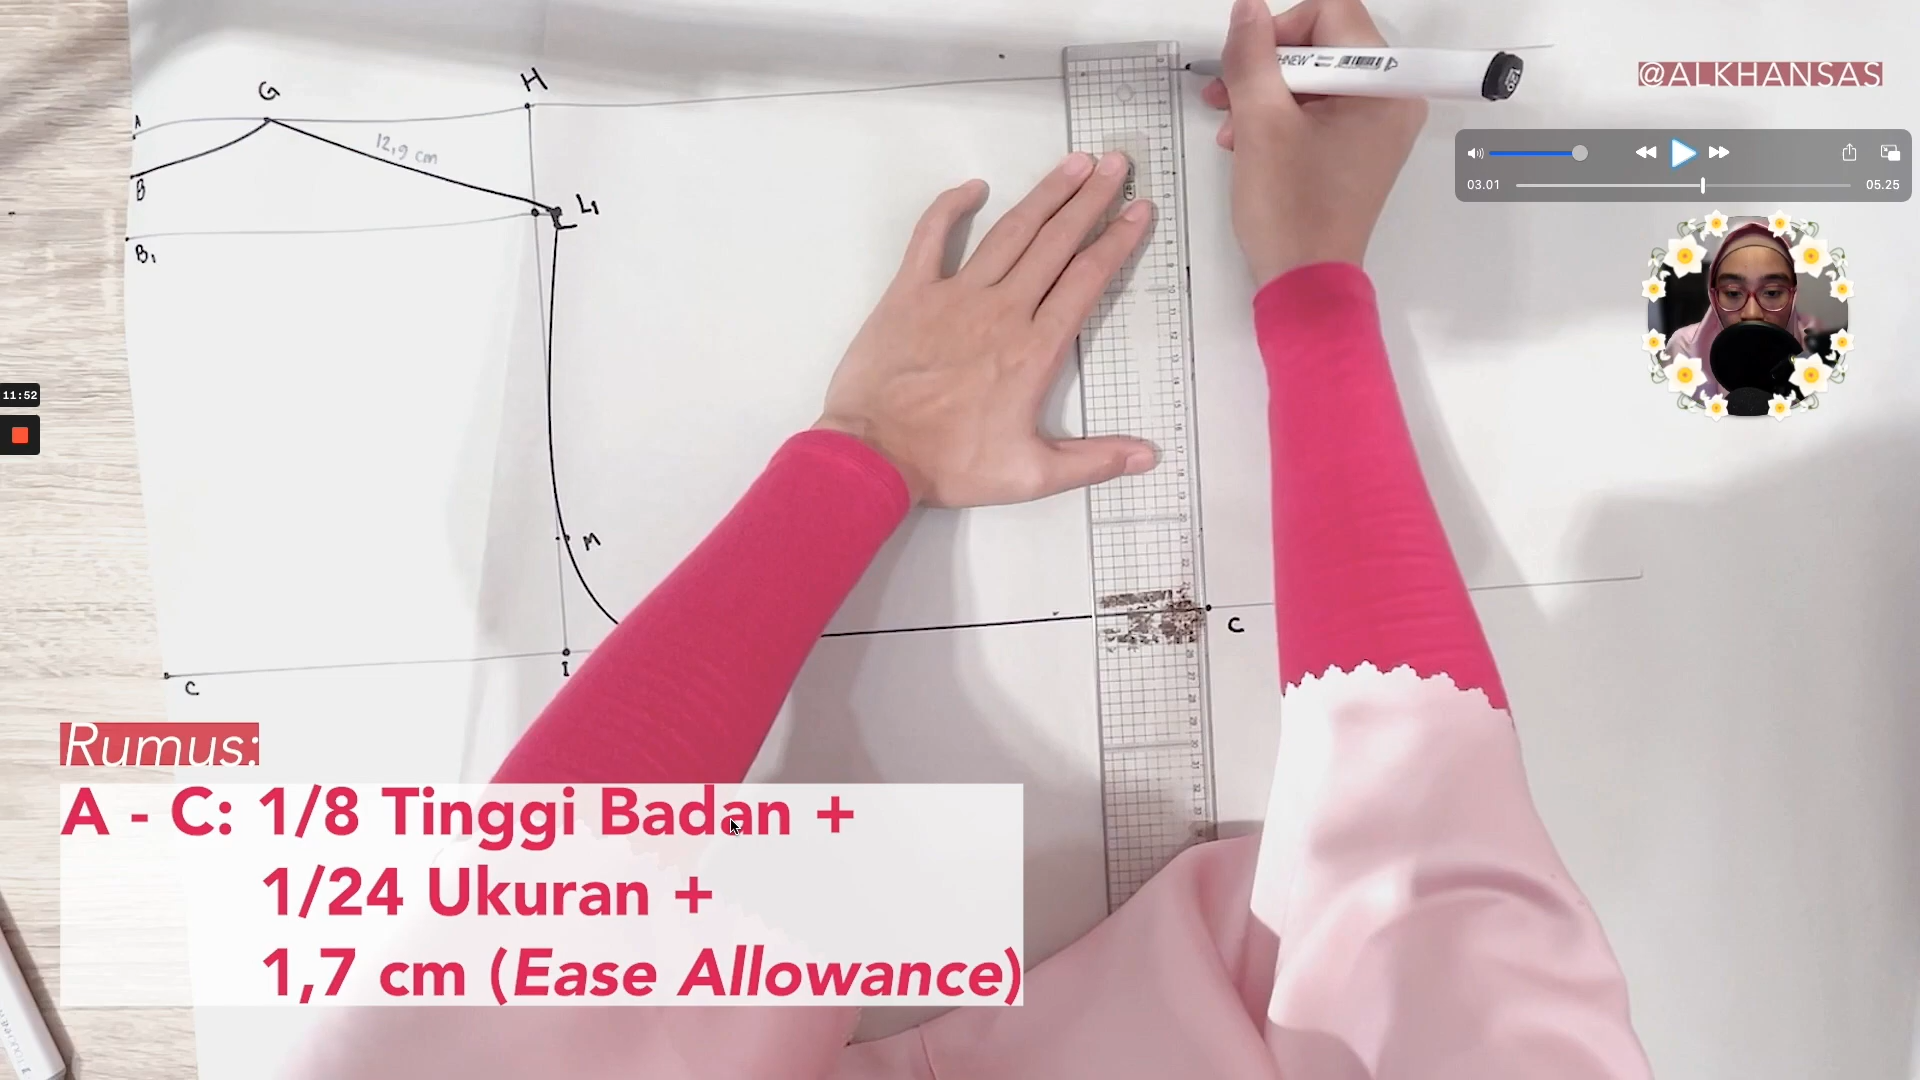 @ALKHANSAS
G
H
A
12,9 cm
B
L1
L
B1
03.01
05.25
11:52
M
C
I
C
Rumus:
A - C: 1/8 Tinggi Badan +
1/24 Ukuran +
1,7 cm (Ease Allowance)